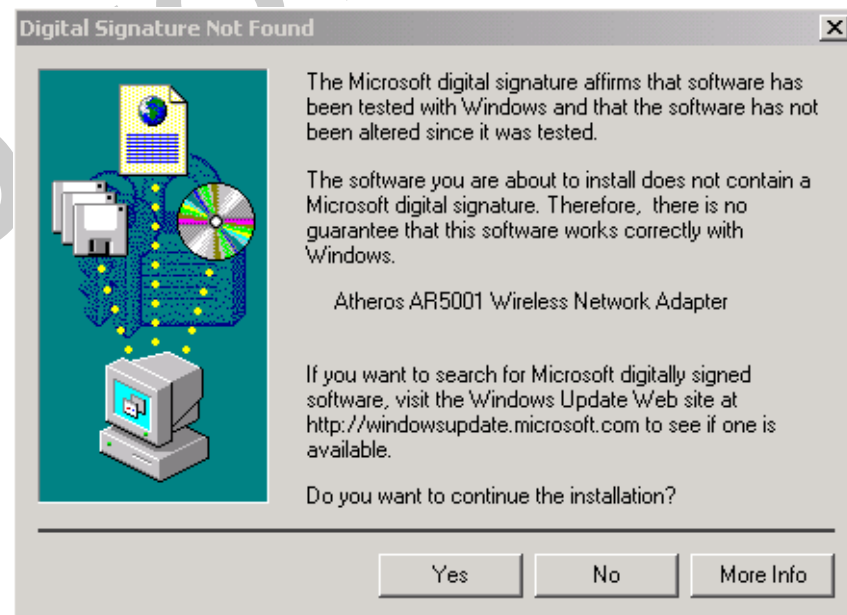 Digital Signature Not Found
The Microsoft digital signature affirms that software has
been tested with Windows and that the software has not
been altered since it was tested.
The software you are about to install does not contain a
Microsoft digital signature. Therefore,  there is no
guarantee that this software works correctly with
Windows.
Atheros AR5001 Wireless Network Adapter
If you want to search for Microsoft digitally signed
software, visit the Windows Update Web site at
http://windowsupdate.microsoft.com to see if one is
available.
Do you want to continue the installation?
Yes No More Info